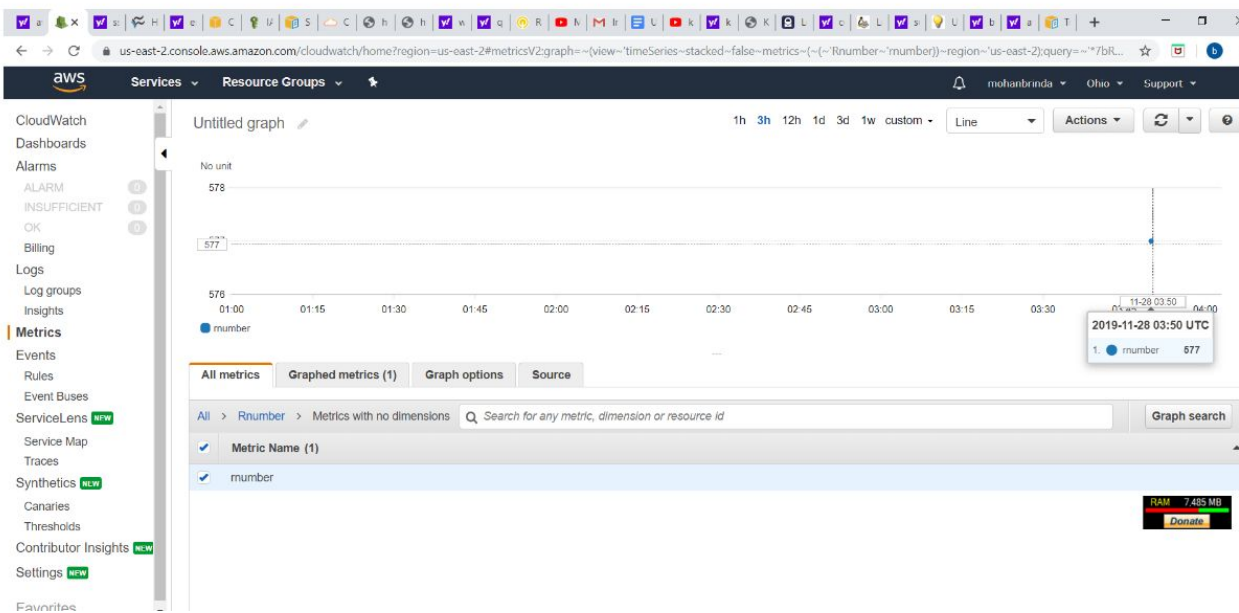 us-east-2.console.aws.amazon.com/cloudwatch/home?region=us-east-2#metricsV2:graph=~(view~'timeSeries~stacked~false~metrics~(~(~'Rnumber~'rnumber))~region~'us-east-2);query=~'*7bR...
aws Services Resource Groups mohanbrinda Ohio Support
CloudWatch
Dashboards
Alarms
ALARM 0
INSUFFICIENT 0
OK 0
Billing
Logs
Log groups
Insights
Metrics
Events
Rules
Event Buses
ServiceLens NEW
Service Map
Traces
Synthetics NEW
Canaries
Thresholds
Contributor Insights NEW
Settings NEW
Favorites
Untitled graph 1h 3h 12h 1d 3d 1w custom Line Actions
No unit
578
577
576
01:00 01:15 01:30 01:45 02:00 02:15 02:30 02:45 03:00 03:15 03:30 03:45 04:00
11-28 03:50
rnumber
2019-11-28 03:50 UTC
1. rnumber 577
All metrics Graphed metrics (1) Graph options Source
All > Rnumber > Metrics with no dimensions Search for any metric, dimension or resource id Graph search
Metric Name (1)
rnumber
RAM 7,485 MB
Donate